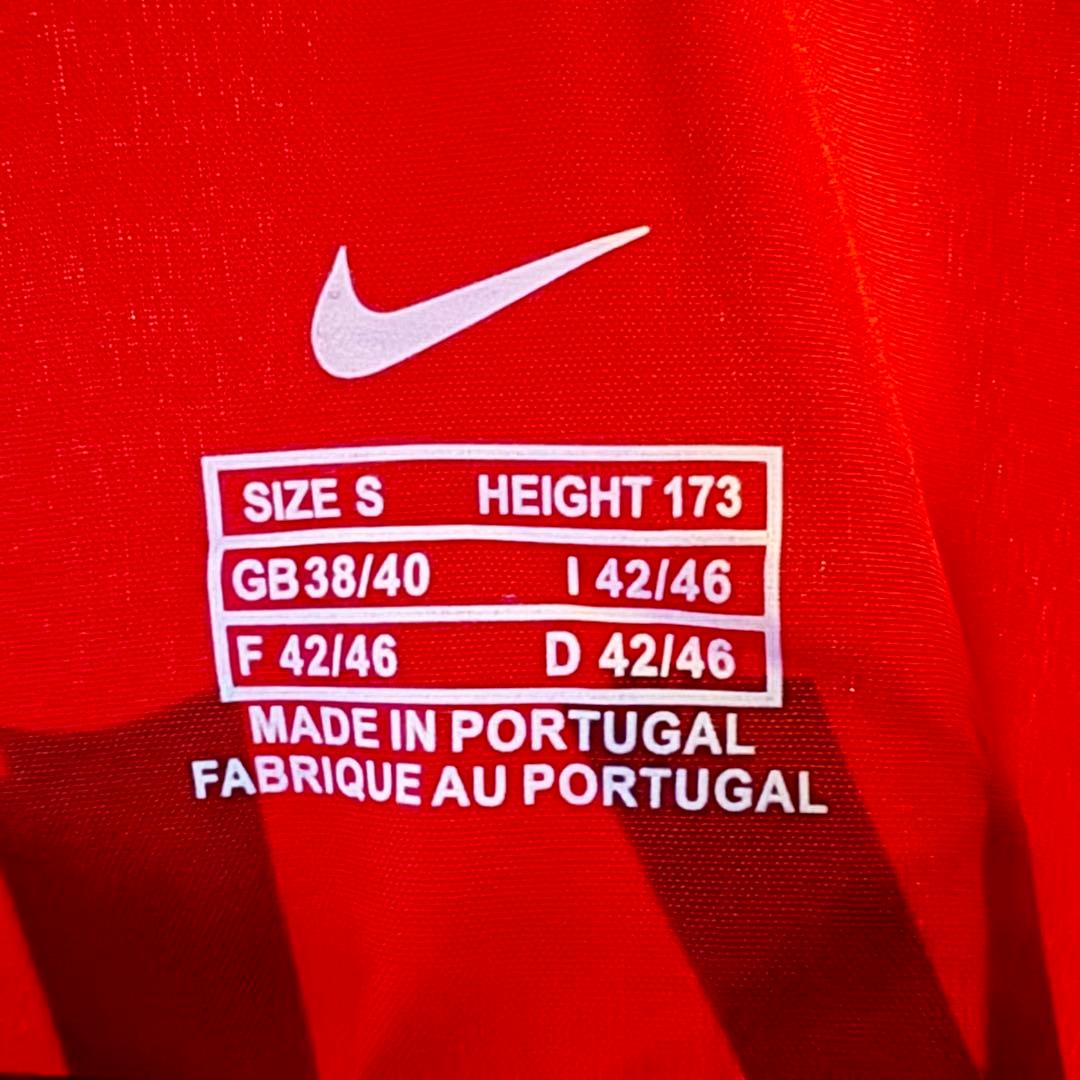 SIZE S HEIGHT 173
GB38/40 I 42/46
F 42/46 D 42/46
MADE IN PORTUGAL
FABRIQUE AU PORTUGAL